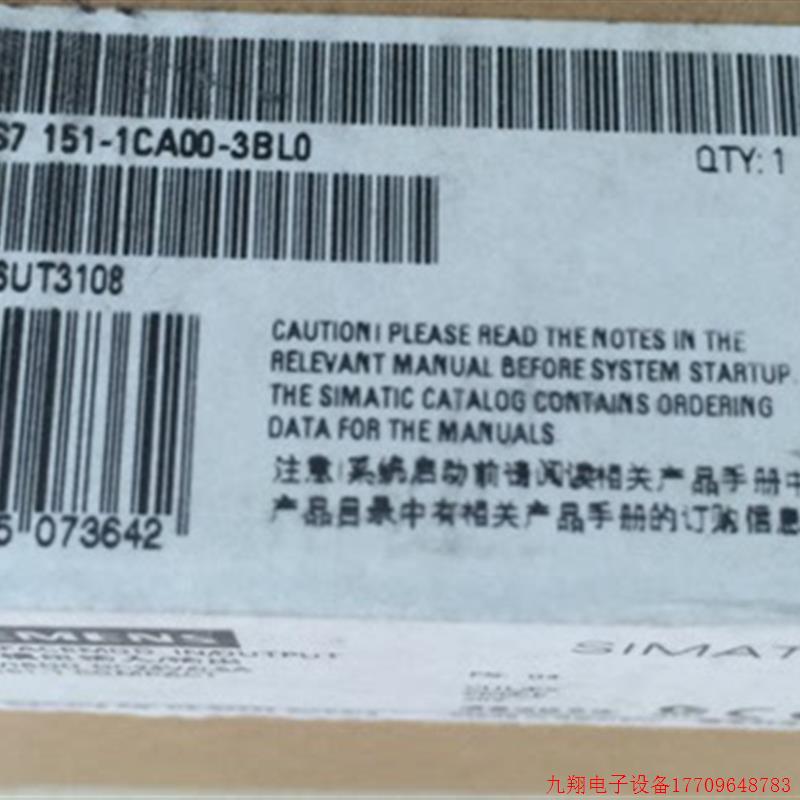 S7 151-1CA00-3BL0
QTY: 1
SUT3108
CAUTION! PLEASE READ THE NOTES IN THE
RELEVANT MANUAL BEFORE SYSTEM STARTUP.
THE SIMATIC CATALOG CONTAINS ORDERING
DATA FOR THE MANUALS
注意!系统启动前请阅读相关产品手册中
产品目录中有相关产品手册的订购信息
5 073642
EMENS
SIMAT
IN/OUTPUT
九翔电子设备17709648783